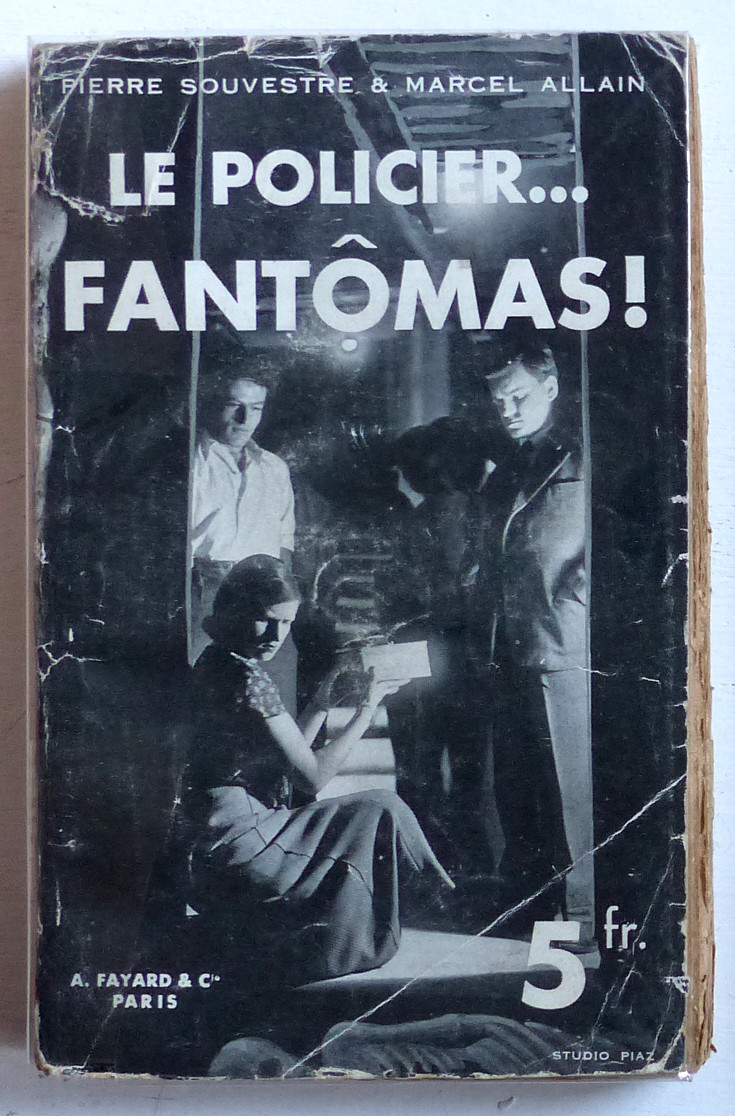 PIERRE SOUVESTRE & MARCEL ALLAIN
LE POLICIER...
FANTÔMAS!
5 fr.
A. FAYARD & Cie
PARIS
STUDIO PIAZ